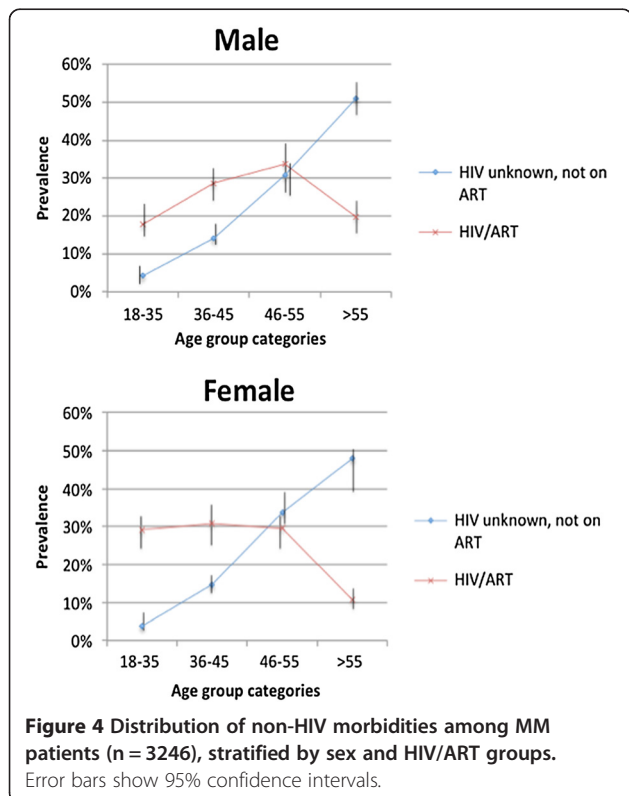 Male
60%
50%
40%
30%
20%
10%
0%
Prevalence
18-35 36-45 46-55 >55
Age group categories
HIV unknown, not on
ART
HIV/ART
Female
60%
50%
40%
30%
20%
10%
0%
Prevalence
18-35 36-45 46-55 >55
Age group categories
HIV unknown, not on
ART
HIV/ART
Figure 4 Distribution of non-HIV morbidities among MM
patients (n = 3246), stratified by sex and HIV/ART groups.
Error bars show 95% confidence intervals.